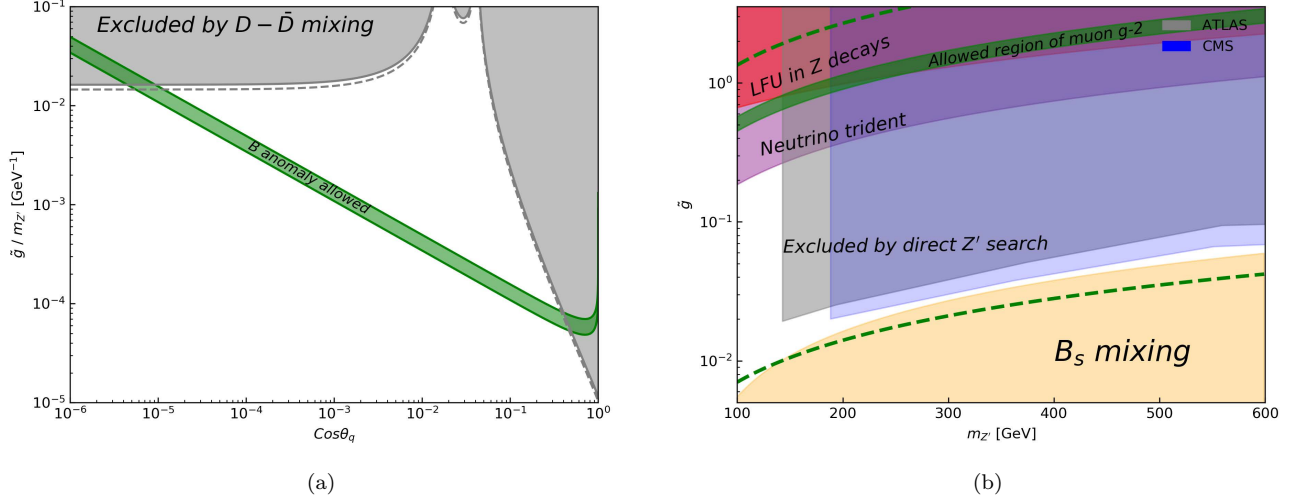 Excluded by D − D̄ mixing
B anomaly allowed
10⁻¹
10⁻²
10⁻³
10⁻⁴
10⁻⁵
g̃ / m_Z′ [GeV⁻¹]
10⁻⁶ 10⁻⁵ 10⁻⁴ 10⁻³ 10⁻² 10⁻¹ 10⁰
Cosθ_q
(a)
ATLAS
CMS
Allowed region of muon g-2
LFU in Z decays
Neutrino trident
Excluded by direct Z′ search
B_s mixing
10⁰
10⁻¹
10⁻²
g̃
100 200 300 400 500 600
m_Z′ [GeV]
(b)